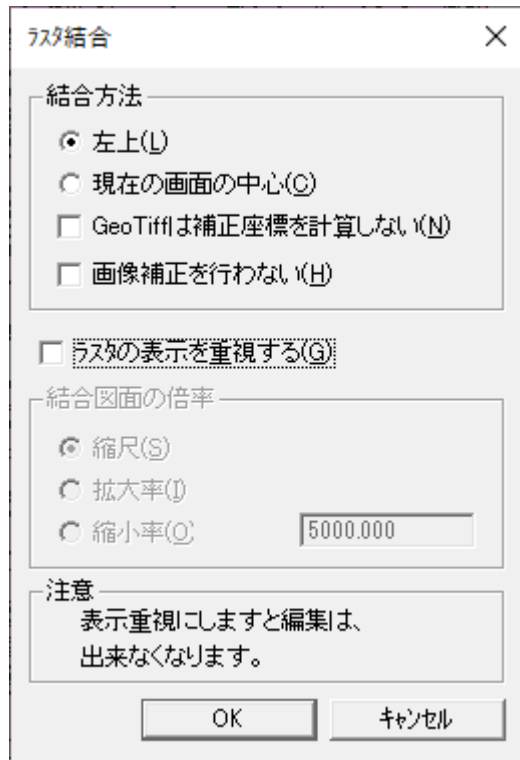 ﾗｽﾀ結合
結合方法
左上(L)
現在の画面の中心(C)
GeoTiffは補正座標を計算しない(N)
画像補正を行わない(H)
ﾗｽﾀの表示を重視する(G)
結合図面の倍率
縮尺(S)
拡大率(I)
縮小率(O)
5000.000
注意
表示重視にしますと編集は、
出来なくなります。
OK
ｷｬﾝｾﾙ